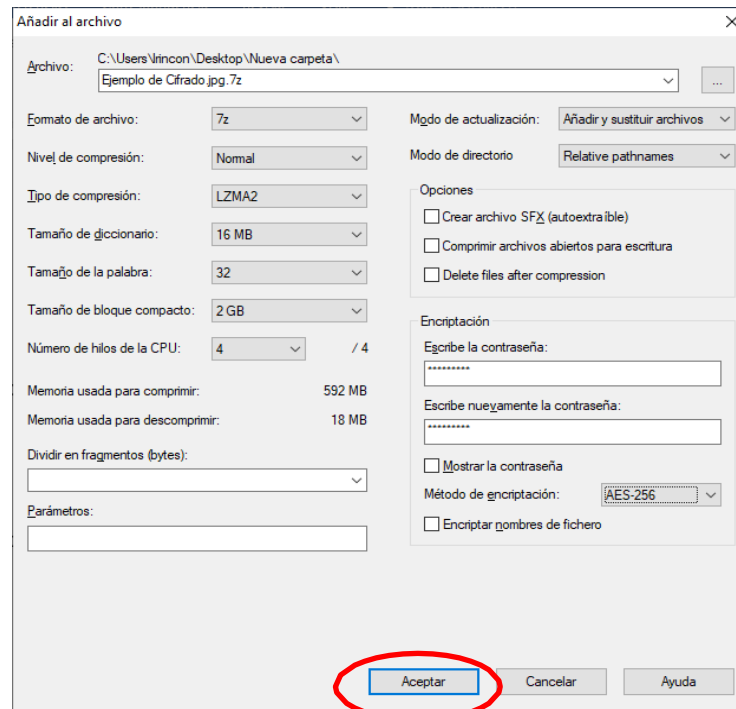 Añadir al archivo
C:\Users\lrincon\Desktop\Nueva carpeta\
Archivo:
Ejemplo de Cifrado.jpg.7z
...
Formato de archivo: 7z
Nivel de compresión: Normal
Tipo de compresión: LZMA2
Tamaño de diccionario: 16 MB
Tamaño de la palabra: 32
Tamaño de bloque compacto: 2 GB
Número de hilos de la CPU: 4 / 4
Memoria usada para comprimir: 592 MB
Memoria usada para descomprimir: 18 MB
Dividir en fragmentos (bytes):
Parámetros:
Modo de actualización: Añadir y sustituir archivos
Modo de directorio Relative pathnames
Opciones
Crear archivo SFX (autoextraíble)
Comprimir archivos abiertos para escritura
Delete files after compression
Encriptación
Escribe la contraseña:
*********
Escribe nuevamente la contraseña:
*********
Mostrar la contraseña
Método de encriptación: AES-256
Encriptar nombres de fichero
Aceptar Cancelar Ayuda